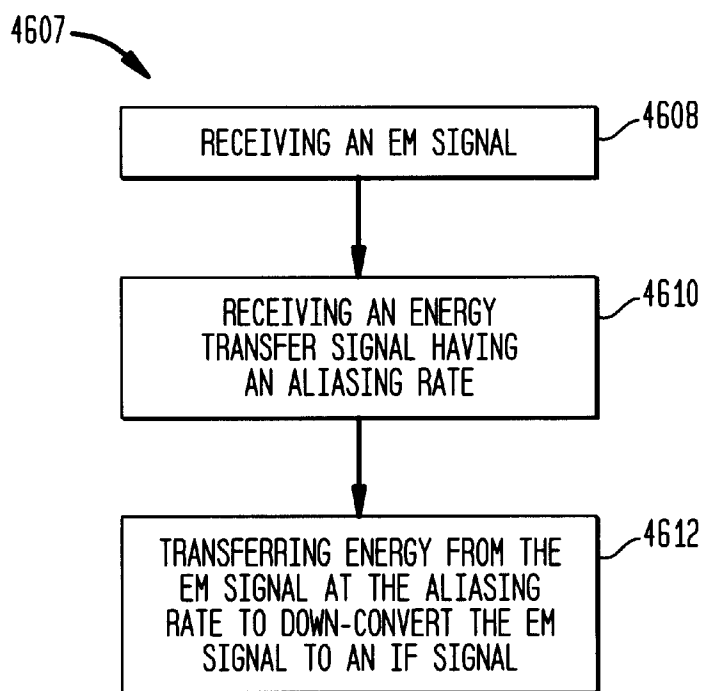 4607
RECEIVING AN EM SIGNAL
4608
RECEIVING AN ENERGY
TRANSFER SIGNAL HAVING
AN ALIASING RATE
4610
TRANSFERRING ENERGY FROM THE
EM SIGNAL AT THE ALIASING
RATE TO DOWN-CONVERT THE EM
SIGNAL TO AN IF SIGNAL
4612